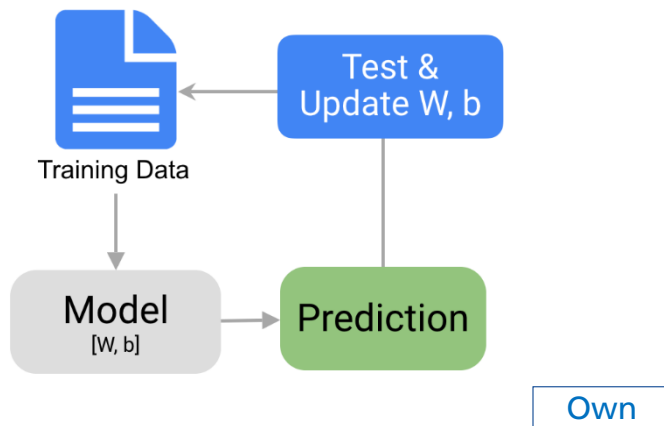 Test &
Update W, b
Training Data
Model
[W, b]
Prediction
Own